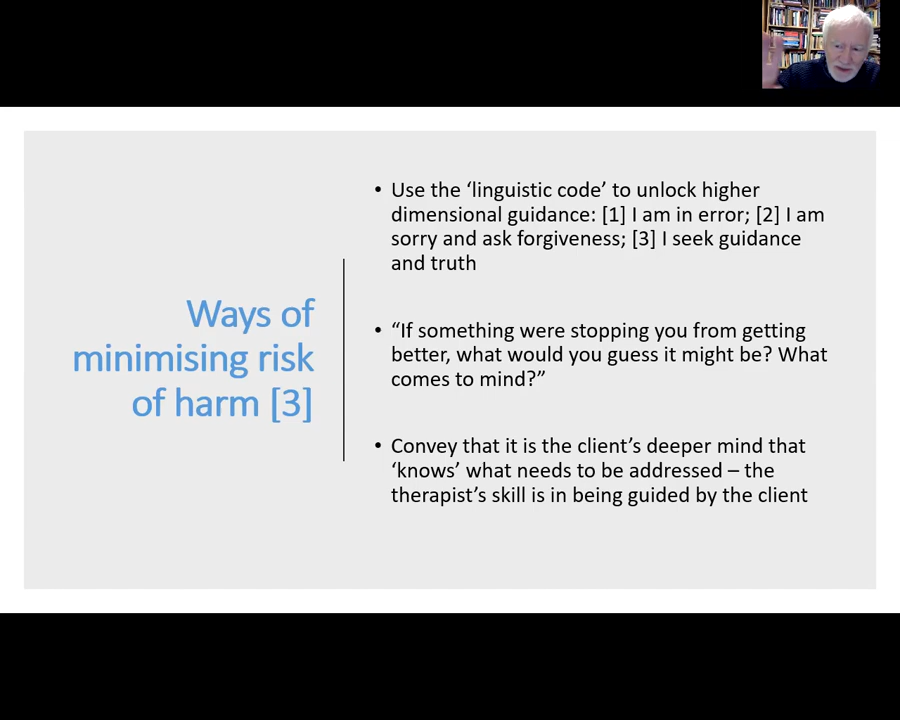 Ways of
minimising risk
of harm [3]
• Use the ‘linguistic code’ to unlock higher
dimensional guidance: [1] I am in error; [2] I am
sorry and ask forgiveness; [3] I seek guidance
and truth
• “If something were stopping you from getting
better, what would you guess it might be? What
comes to mind?”
• Convey that it is the client’s deeper mind that
‘knows’ what needs to be addressed – the
therapist’s skill is in being guided by the client